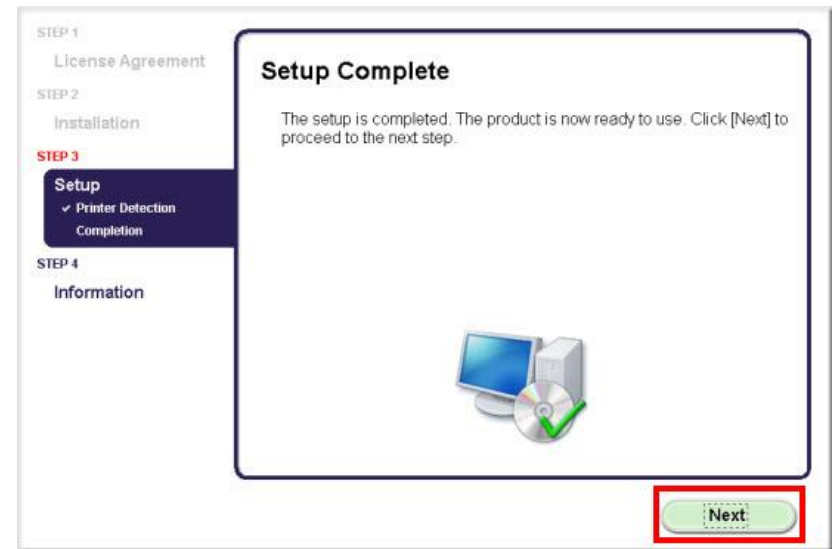 STEP 1
License Agreement
STEP 2
Installation
STEP 3
Setup
Printer Detection
Completion
STEP 4
Information
Setup Complete
The setup is completed. The product is now ready to use. Click [Next] to
proceed to the next step.
Next